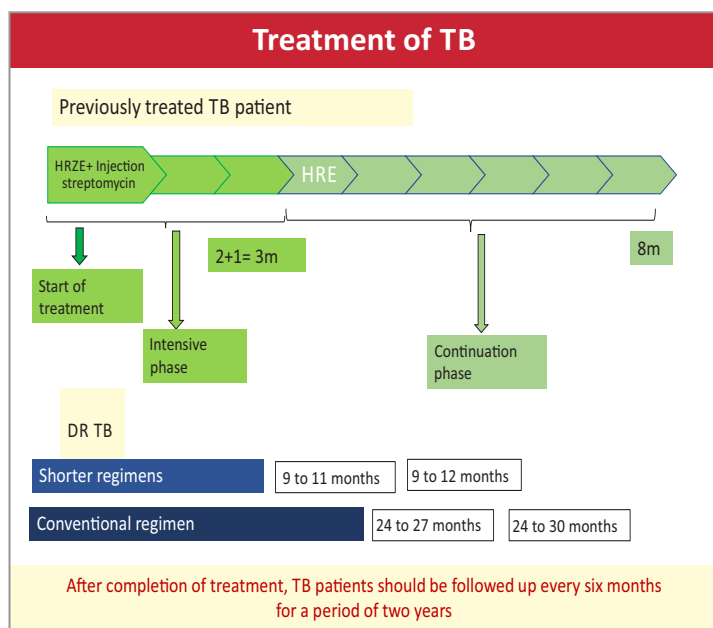 Treatment of TB
Previously treated TB patient
HRZE+ Injection
streptomycin
HRE
2+1= 3m
8m
Start of
treatment
Intensive
phase
Continuation
phase
DR TB
Shorter regimens
9 to 11 months
9 to 12 months
Conventional regimen
24 to 27 months
24 to 30 months
After completion of treatment, TB patients should be followed up every six months
for a period of two years